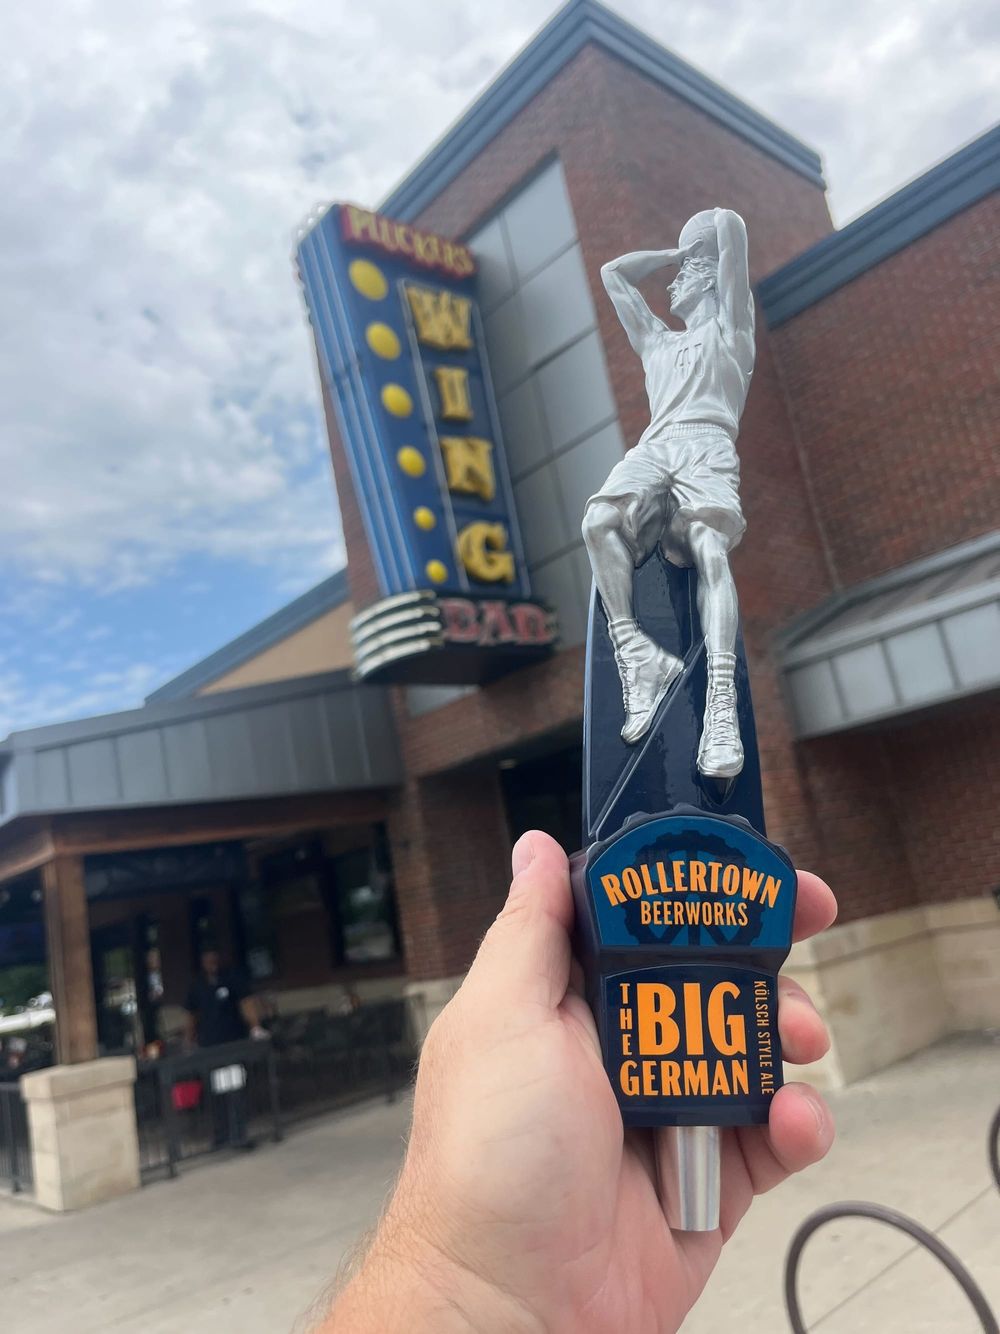 PLUCKERS
WING
BAR
41
ROLLERTOWN
BEERWORKS
THE
BIG
GERMAN
KÖLSCH STYLE ALE